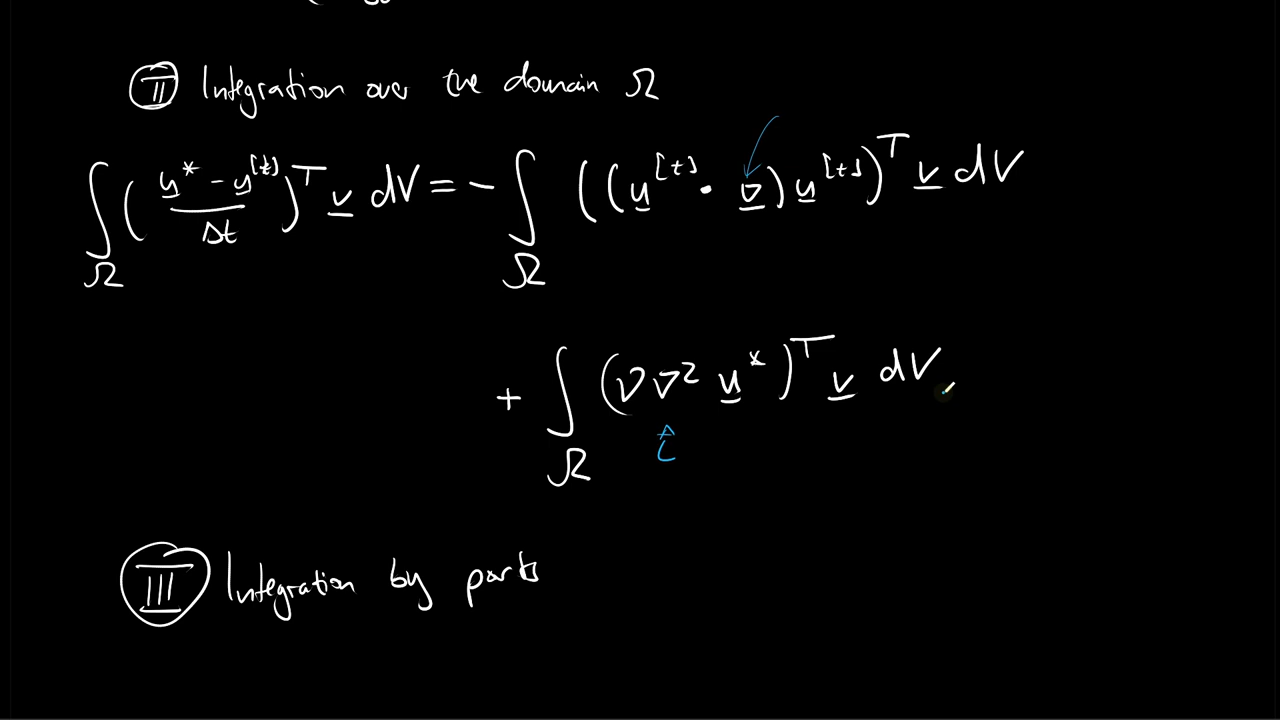 II Integration over the domain Ω
∫_Ω ((u* - u^[t])/Δt)^T v dV = - ∫_Ω ((u^[t] · ∇) u^[t])^T v dV
+ ∫_Ω (ν ∇² u*)^T v dV
III Integration by parts